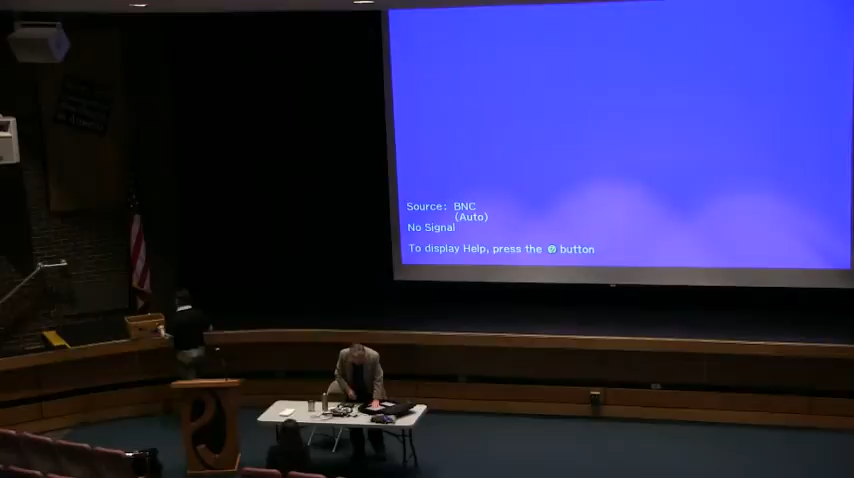 Source: BNC
(Auto)
No Signal
To display Help, press the button